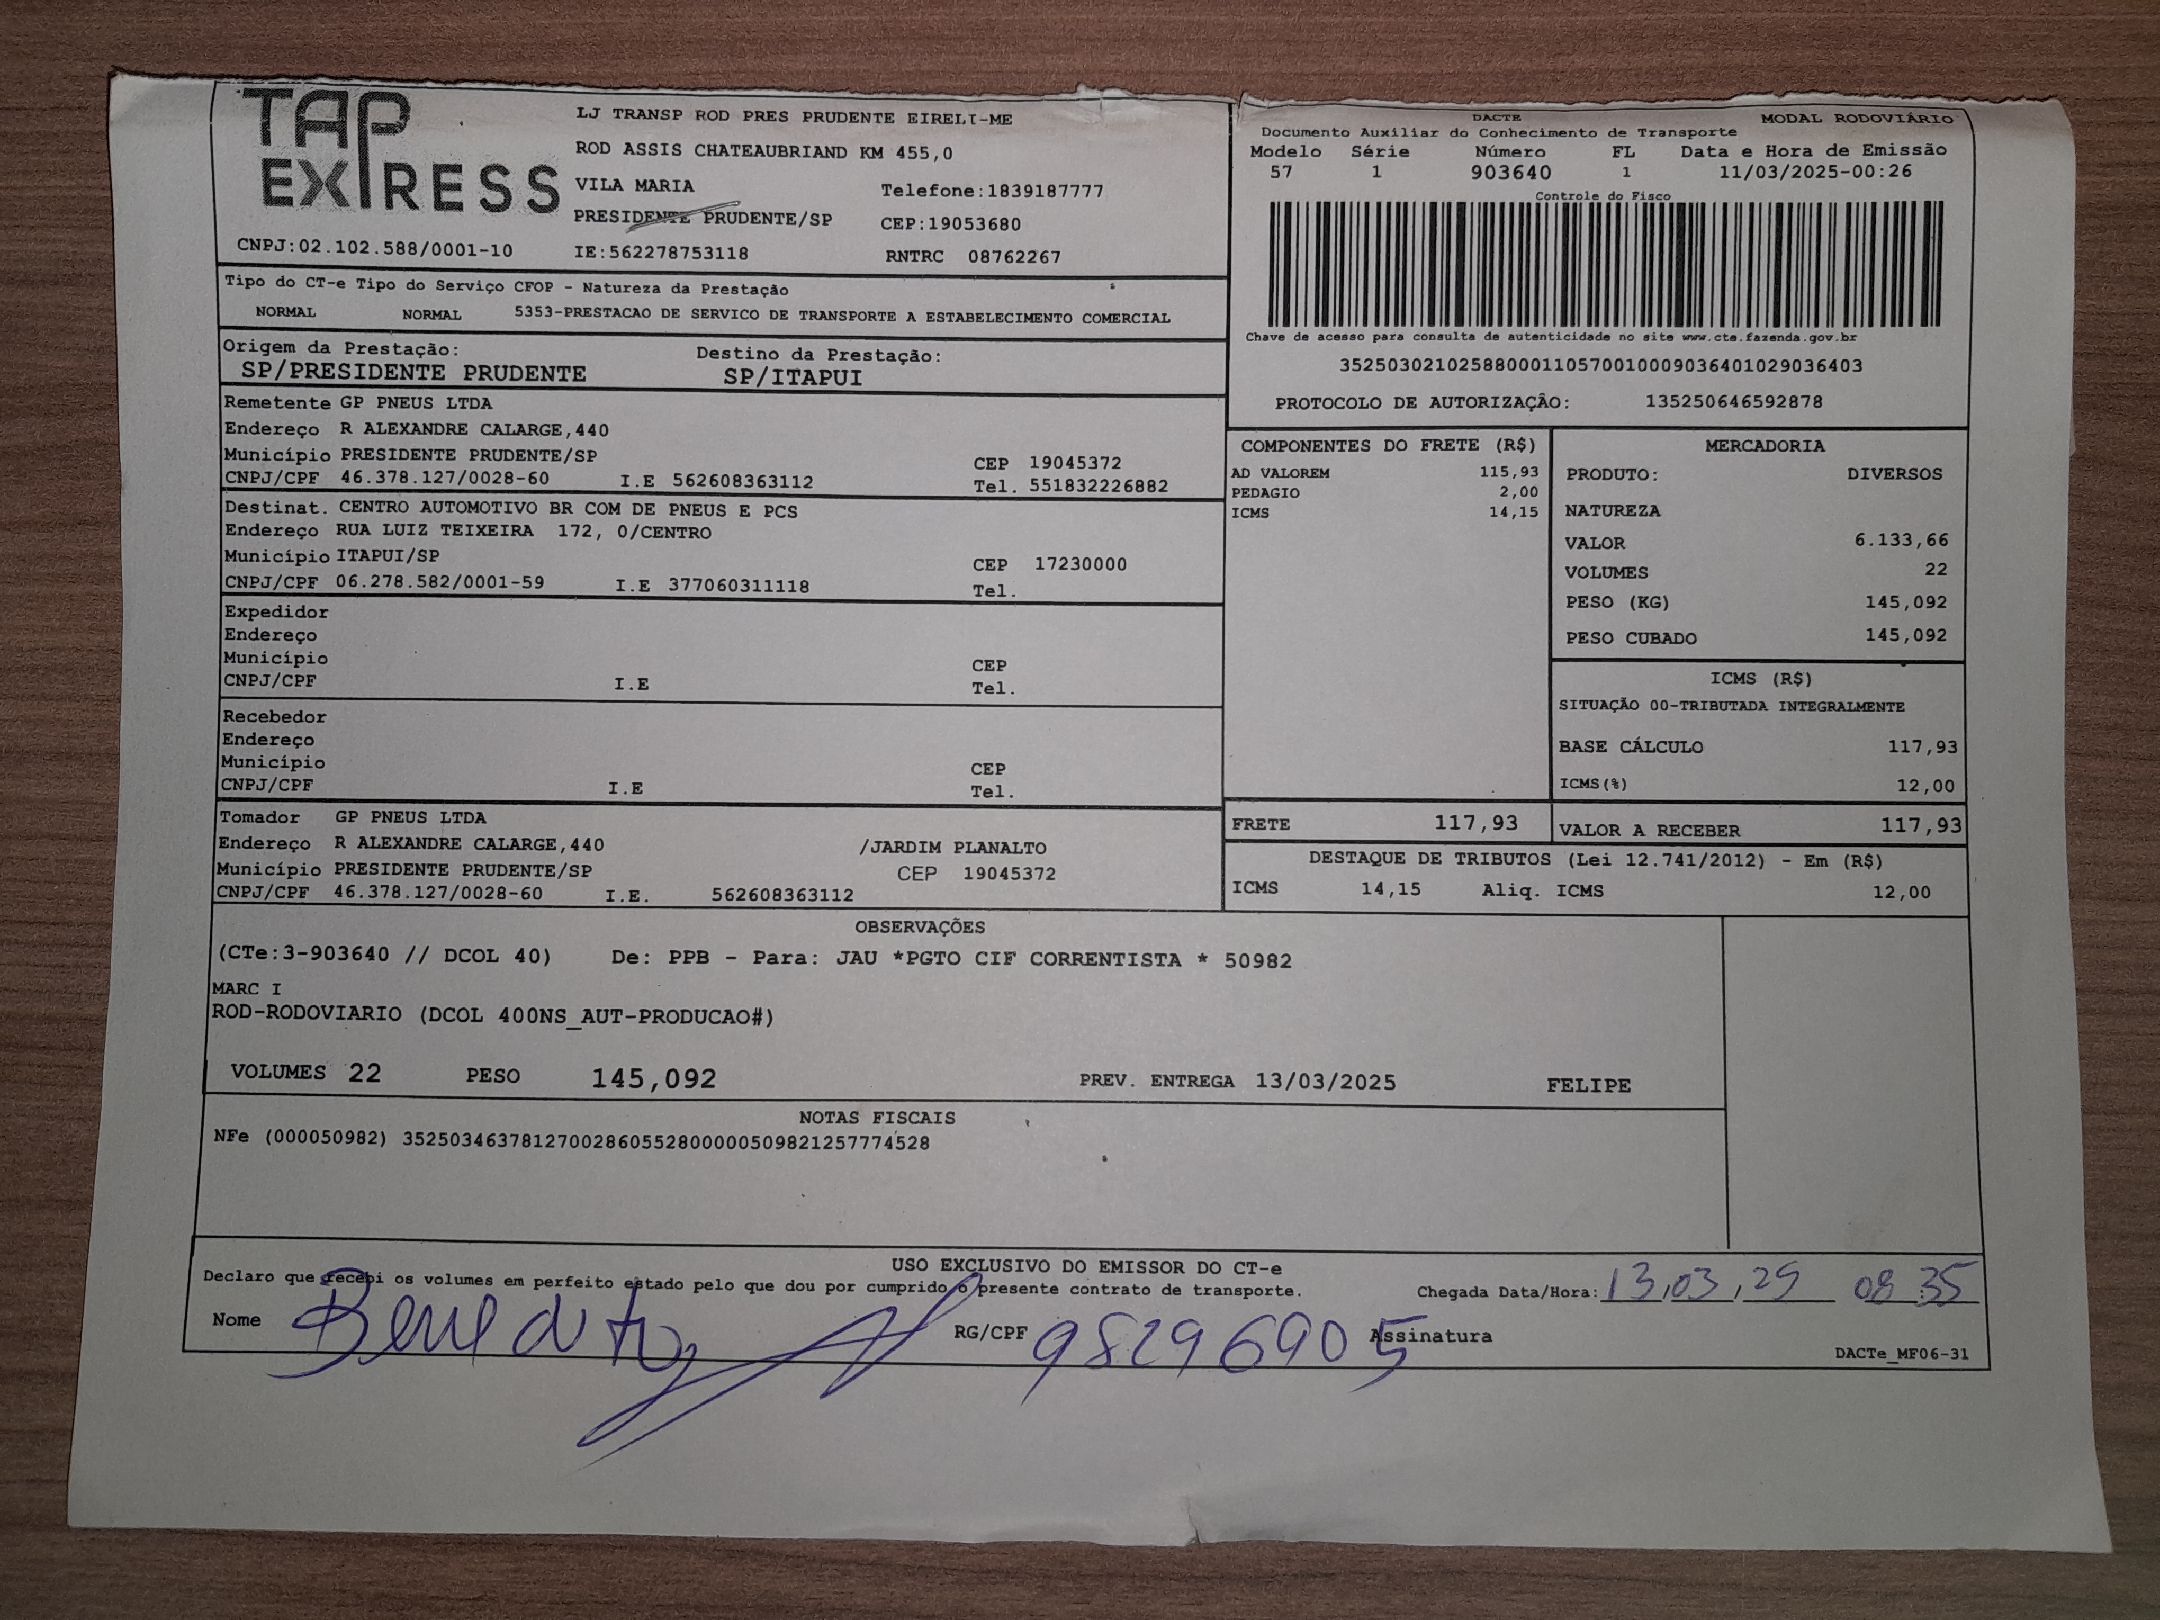 TAP EXPRESS
LJ TRANSP ROD PRES PRUDENTE EIRELI-ME
ROD ASSIS CHATEAUBRIAND KM 455,0
VILA MARIA Telefone:1839187777
PRESIDENTE PRUDENTE/SP CEP:19053680
CNPJ:02.102.588/0001-10 IE:562278753118 RNTRC 08762267
DACTE MODAL RODOVIÁRIO
Documento Auxiliar do Conhecimento de Transporte
Modelo Série Número FL Data e Hora de Emissão
57 1 903640 1 11/03/2025-00:26
Controle do Fisco
Chave de acesso para consulta de autenticidade no site www.cte.fazenda.gov.br
35250302102588000110570010009036401029036403
PROTOCOLO DE AUTORIZAÇÃO: 135250646592878
Tipo do CT-e Tipo do Serviço CFOP - Natureza da Prestação
NORMAL NORMAL 5353-PRESTACAO DE SERVICO DE TRANSPORTE A ESTABELECIMENTO COMERCIAL
Origem da Prestação: Destino da Prestação:
SP/PRESIDENTE PRUDENTE SP/ITAPUI
Remetente GP PNEUS LTDA
Endereço R ALEXANDRE CALARGE,440
Município PRESIDENTE PRUDENTE/SP CEP 19045372
CNPJ/CPF 46.378.127/0028-60 I.E 562608363112 Tel. 551832226882
Destinat. CENTRO AUTOMOTIVO BR COM DE PNEUS E PCS
Endereço RUA LUIZ TEIXEIRA 172, 0/CENTRO
Município ITAPUI/SP CEP 17230000
CNPJ/CPF 06.278.582/0001-59 I.E 377060311118 Tel.
Expedidor
Endereço
Município CEP
CNPJ/CPF I.E Tel.
Recebedor
Endereço
Município CEP
CNPJ/CPF I.E Tel.
Tomador GP PNEUS LTDA
Endereço R ALEXANDRE CALARGE,440 /JARDIM PLANALTO
Município PRESIDENTE PRUDENTE/SP CEP 19045372
CNPJ/CPF 46.378.127/0028-60 I.E. 562608363112
COMPONENTES DO FRETE (R$)
AD VALOREM 115,93
PEDAGIO 2,00
ICMS 14,15
MERCADORIA
PRODUTO: DIVERSOS
NATUREZA
VALOR 6.133,66
VOLUMES 22
PESO (KG) 145,092
PESO CUBADO 145,092
ICMS (R$)
SITUAÇÃO 00-TRIBUTADA INTEGRALMENTE
BASE CÁLCULO 117,93
ICMS(%) 12,00
FRETE 117,93 VALOR A RECEBER 117,93
DESTAQUE DE TRIBUTOS (Lei 12.741/2012) - Em (R$)
ICMS 14,15 Aliq. ICMS 12,00
OBSERVAÇÕES
(CTe:3-903640 // DCOL 40) De: PPB - Para: JAU *PGTO CIF CORRENTISTA * 50982
MARC I
ROD-RODOVIARIO (DCOL 400NS_AUT-PRODUCAO#)
VOLUMES 22 PESO 145,092 PREV. ENTREGA 13/03/2025 FELIPE
NOTAS FISCAIS
NFe (000050982) 35250346378127002860552800000509821257774528
USO EXCLUSIVO DO EMISSOR DO CT-e
Declaro que recebi os volumes em perfeito estado pelo que dou por cumprido o presente contrato de transporte. Chegada Data/Hora: 13,03,25 08 35
Nome Benedito RG/CPF 98296905 Assinatura
DACTe_MF06-31